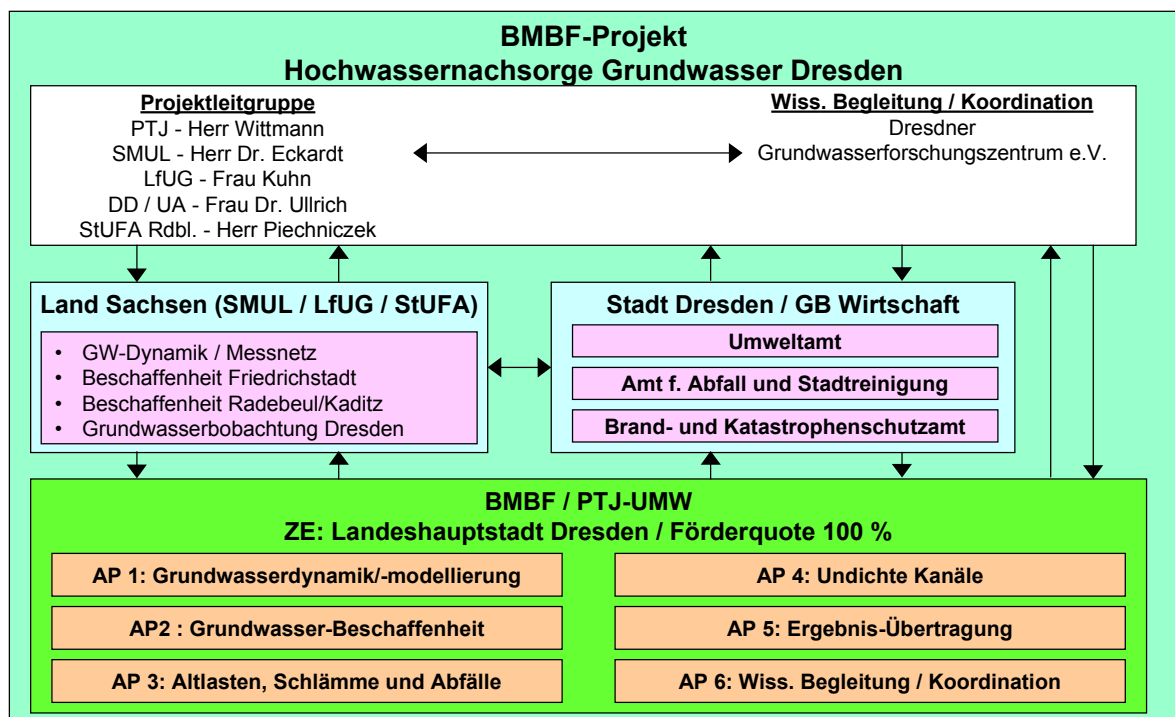 BMBF-Projekt
Hochwassernachsorge Grundwasser Dresden
Projektleitgruppe
PTJ - Herr Wittmann
SMUL - Herr Dr. Eckardt
LfUG - Frau Kuhn
DD / UA - Frau Dr. Ullrich
StUFA Rdbl. - Herr Piechniczek
Wiss. Begleitung / Koordination
Dresdner
Grundwasserforschungszentrum e.V.
Land Sachsen (SMUL / LfUG / StUFA)
• GW-Dynamik / Messnetz
• Beschaffenheit Friedrichstadt
• Beschaffenheit Radebeul/Kaditz
• Grundwasserbobachtung Dresden
Stadt Dresden / GB Wirtschaft
Umweltamt
Amt f. Abfall und Stadtreinigung
Brand- und Katastrophenschutzamt
BMBF / PTJ-UMW
ZE: Landeshauptstadt Dresden / Förderquote 100 %
AP 1: Grundwasserdynamik/-modellierung
AP2 : Grundwasser-Beschaffenheit
AP 3: Altlasten, Schlämme und Abfälle
AP 4: Undichte Kanäle
AP 5: Ergebnis-Übertragung
AP 6: Wiss. Begleitung / Koordination